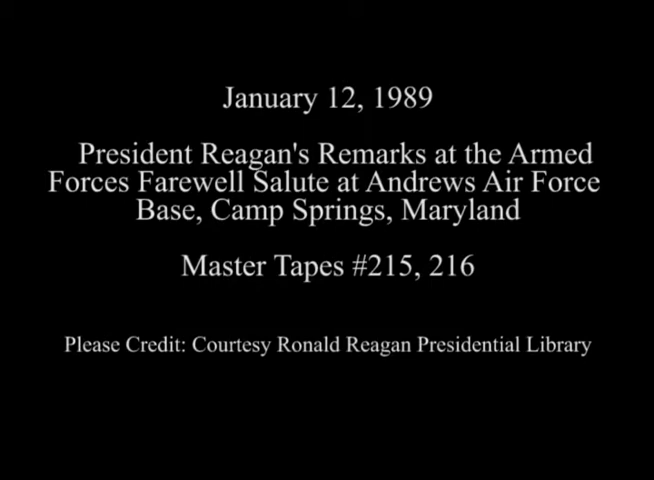 January 12, 1989
President Reagan's Remarks at the Armed
Forces Farewell Salute at Andrews Air Force
Base, Camp Springs, Maryland
Master Tapes #215, 216
Please Credit: Courtesy Ronald Reagan Presidential Library